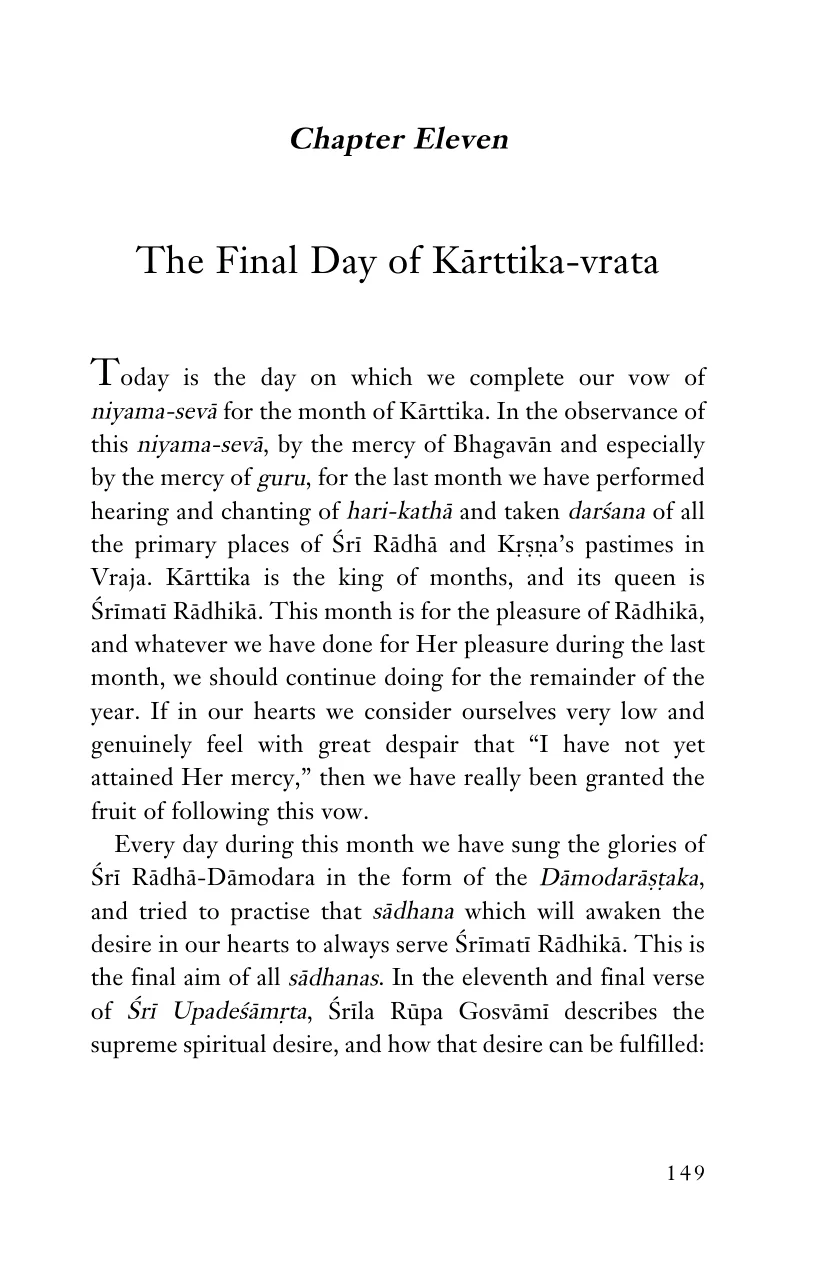 Chapter Eleven
The Final Day of Kārttika-vrata
Today is the day on which we complete our vow of
niyama-sevā for the month of Kārttika. In the observance of
this niyama-sevā, by the mercy of Bhagavān and especially
by the mercy of guru, for the last month we have performed
hearing and chanting of hari-kathā and taken darśana of all
the primary places of Śrī Rādhā and Kṛṣṇa’s pastimes in
Vraja. Kārttika is the king of months, and its queen is
Śrīmatī Rādhikā. This month is for the pleasure of Rādhikā,
and whatever we have done for Her pleasure during the last
month, we should continue doing for the remainder of the
year. If in our hearts we consider ourselves very low and
genuinely feel with great despair that “I have not yet
attained Her mercy,” then we have really been granted the
fruit of following this vow.
Every day during this month we have sung the glories of
Śrī Rādhā-Dāmodara in the form of the Dāmodarāṣṭaka,
and tried to practise that sādhana which will awaken the
desire in our hearts to always serve Śrīmatī Rādhikā. This is
the final aim of all sādhanas. In the eleventh and final verse
of Śrī Upadeśāmṛta, Śrīla Rūpa Gosvāmī describes the
supreme spiritual desire, and how that desire can be fulfilled:
149